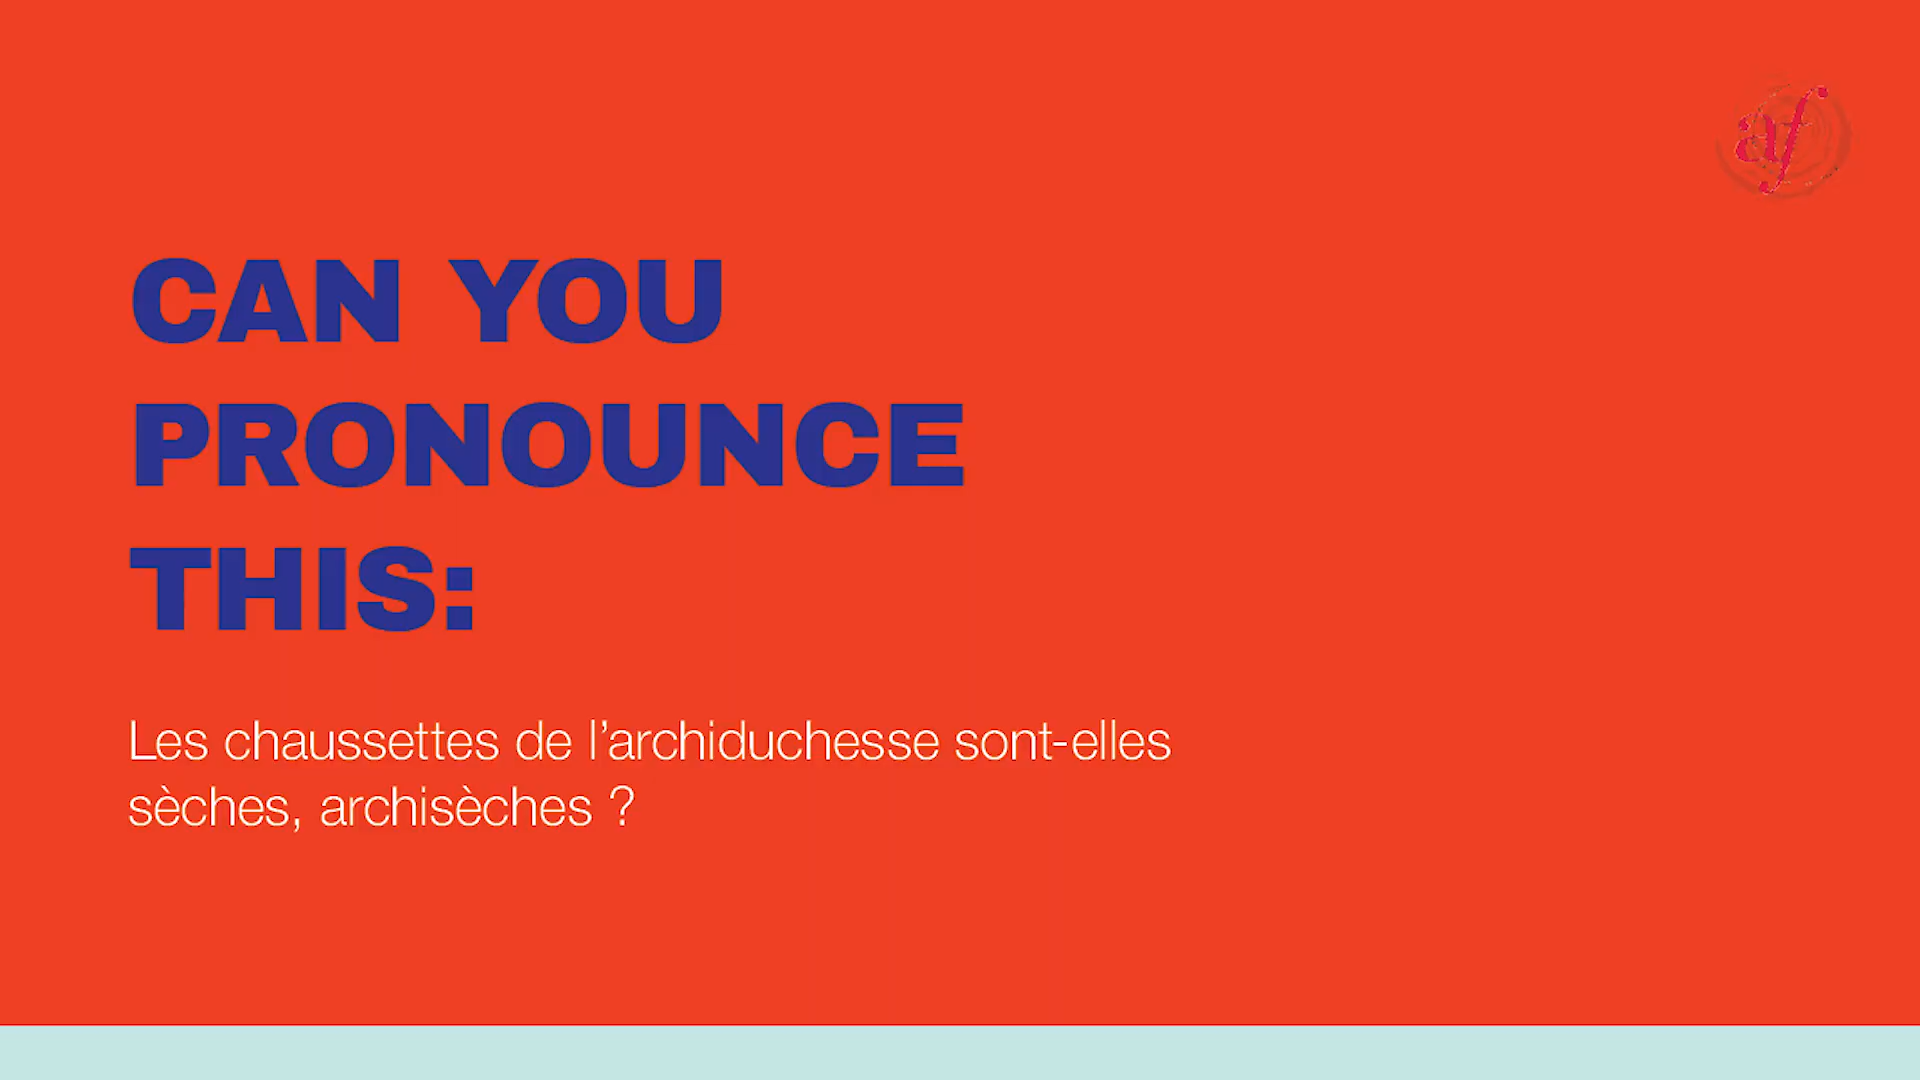 af
CAN YOU
PRONOUNCE
THIS:
Les chaussettes de l’archiduchesse sont-elles
sèches, archisèches ?